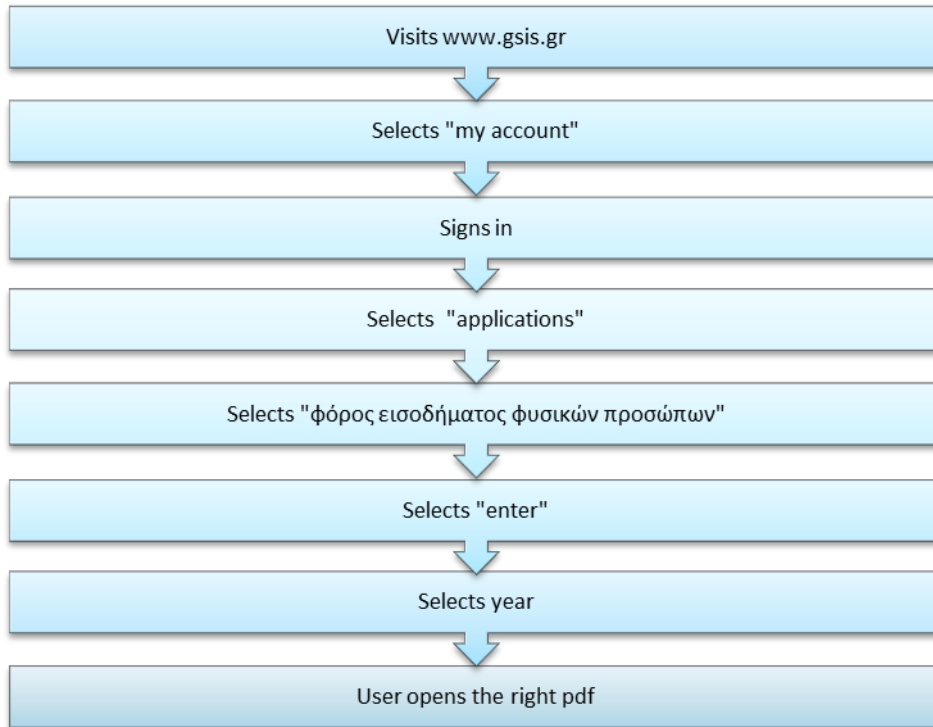 Visits www.gsis.gr
Selects "my account"
Signs in
Selects "applications"
Selects "φόρος εισοδήματος φυσικών προσώπων"
Selects "enter"
Selects year
User opens the right pdf